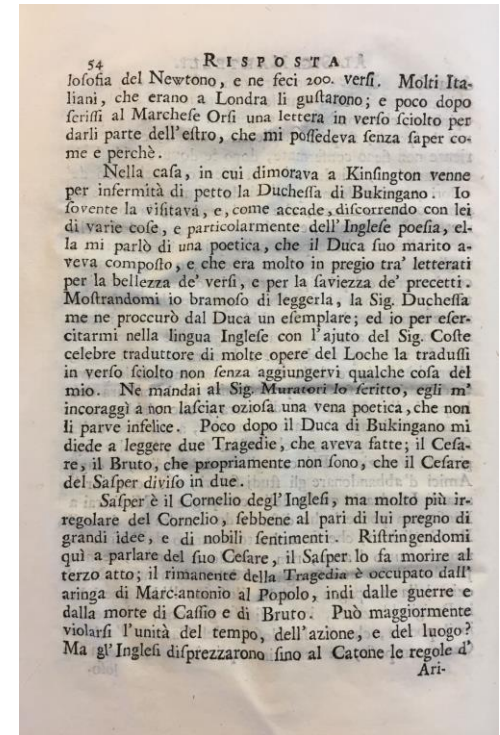 54 RISPOSTA
losofia del Newtono, e ne feci 200. versi. Molti Ita-
liani, che erano a Londra li gustarono; e poco dopo
scrissi al Marchese Orsi una lettera in verso sciolto per
darli parte dell'estro, che mi possedeva senza saper co-
me e perchè.
Nella casa, in cui dimorava a Kinsington venne
per infermità di petto la Duchessa di Bukingano. Io
sovente la visitava, e, come accade, discorrendo con lei
di varie cose, e particolarmente dell'Inglese poesia, el-
la mi parlò di una poetica, che il Duca suo marito a-
veva composto, e che era molto in pregio tra' letterati
per la bellezza de' versi, e per la saviezza de' precetti.
Mostrandomi io bramoso di leggerla, la Sig. Duchessa
me ne proccurò dal Duca un esemplare; ed io per eser-
citarmi nella lingua Inglese con l'ajuto del Sig. Coste
celebre traduttore di molte opere del Loche la tradussi
in verso sciolto non senza aggiungervi qualche cosa del
mio. Ne mandai al Sig. Muratori lo scritto, egli m'
incoraggì a non lasciar oziosa una vena poetica, che non
li parve infelice. Poco dopo il Duca di Bukingano mi
diede a leggere due Tragedie, che aveva fatte; il Cesa-
re, il Bruto, che propriamente non sono, che il Cesare
del Sasper diviso in due.
Sasper è il Cornelio degl'Inglesi, ma molto più ir-
regolare del Cornelio, sebbene al pari di lui pregno di
grandi idee, e di nobili sentimenti. Ristringendomi
quì a parlare del suo Cesare, il Sasper lo fa morire al
terzo atto; il rimanente della Tragedia è occupato dall'
aringa di Marc-antonio al Popolo, indi dalle guerre e
dalla morte di Cassio e di Bruto. Può maggiormente
violarsi l'unità del tempo, dell'azione, e del luogo?
Ma gl'Inglesi disprezzarono sino al Catone le regole d'
Ari-